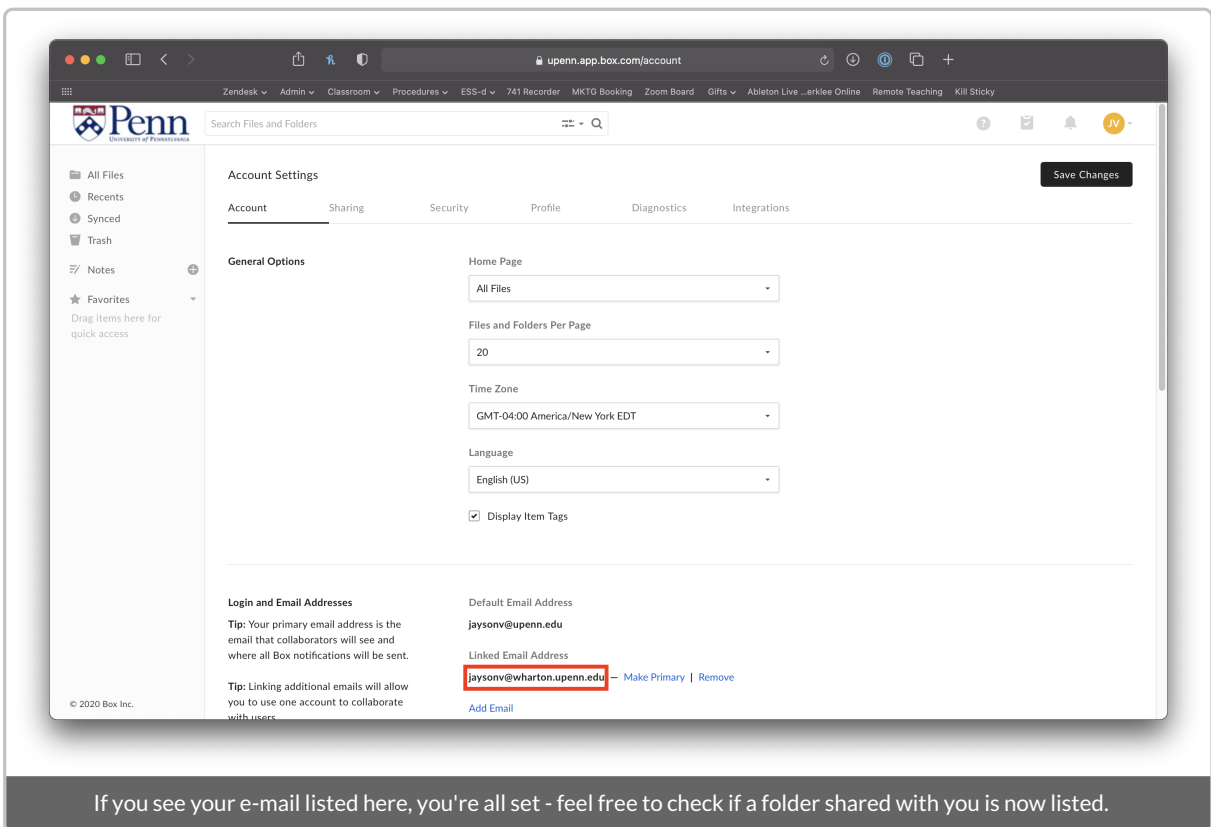 upenn.app.box.com/account
Zendesk Admin Classroom Procedures ESS-d 741 Recorder MKTG Booking Zoom Board Gifts Ableton Live ...erklee Online Remote Teaching Kill Sticky
Penn
UNIVERSITY of PENNSYLVANIA
Search Files and Folders
JV
All Files
Recents
Synced
Trash
Notes
Favorites
Drag items here for
quick access
© 2020 Box Inc.
Account Settings
Save Changes
Account Sharing Security Profile Diagnostics Integrations
General Options
Home Page
All Files
Files and Folders Per Page
20
Time Zone
GMT-04:00 America/New York EDT
Language
English (US)
Display Item Tags
Login and Email Addresses
Tip: Your primary email address is the
email that collaborators will see and
where all Box notifications will be sent.
Tip: Linking additional emails will allow
you to use one account to collaborate
with users
Default Email Address
jaysonv@upenn.edu
Linked Email Address
jaysonv@wharton.upenn.edu – Make Primary | Remove
Add Email
If you see your e-mail listed here, you're all set - feel free to check if a folder shared with you is now listed.